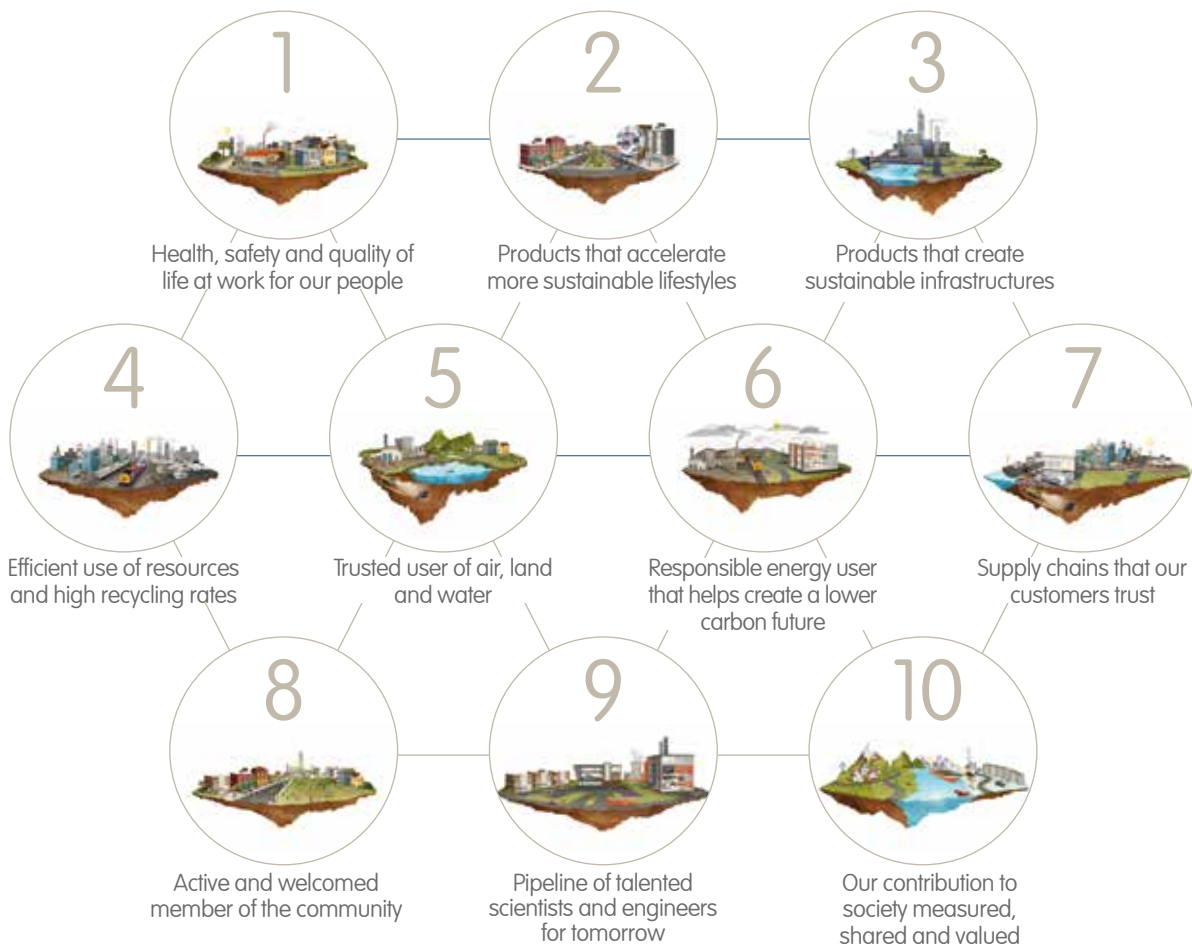 1
Health, safety and quality of
life at work for our people
2
Products that accelerate
more sustainable lifestyles
3
Products that create
sustainable infrastructures
4
Efficient use of resources
and high recycling rates
5
Trusted user of air, land
and water
6
Responsible energy user
that helps create a lower
carbon future
7
Supply chains that our
customers trust
8
Active and welcomed
member of the community
9
Pipeline of talented
scientists and engineers
for tomorrow
10
Our contribution to
society measured,
shared and valued